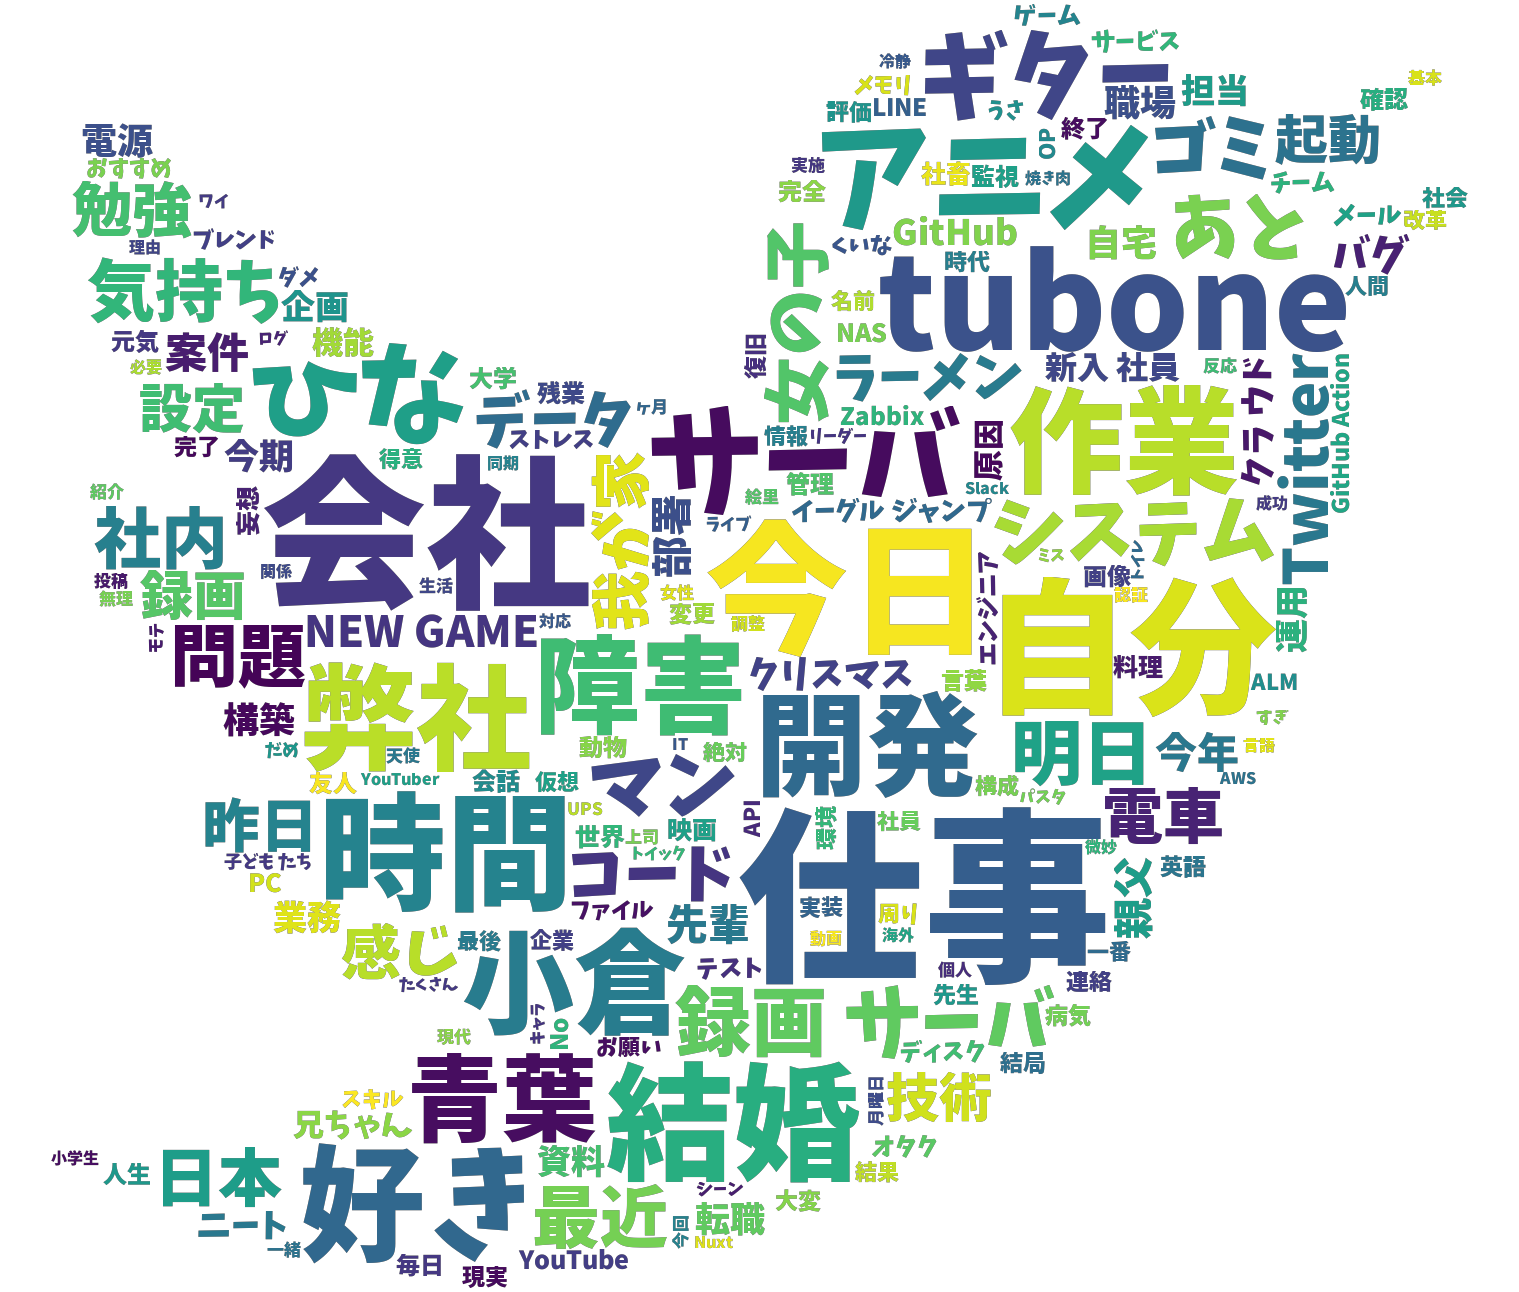 ゲーム
サービス
ギター
冷静
メモリ
評価
LINE
うさ
職場
担当
基本
確認
アニメ
OP
終了
ゴミ
起動
実施
完全
社畜
監視
焼き肉
チーム
社会
メール
改革
電源
おすすめ
勉強
ワイ
理由
ブレンド
気持ち
ダメ
企画
女の子
くいな
GitHub
時代
自宅
あと
バグ
人間
tubone
名前
NAS
元気
案件
ログ
機能
必要
設定
ひな
大学
残業
データ
ケ月
ストレス
復旧
ラーメン
新入 社員
反応
クラウド
Twitter
GitHub Action
完了
今期
得意
同期
サーバ
Zabbix
情報
リーダー
原因
作業
紹介
妄想
会社
我が家
部署
絵里
管理
Slack
ライブ
イーグル ジャンプ
システム
成功
ミス
トイレ
社内
関係
投稿
無理
録画
生活
女性
変更
調整
今日
エンジニア
画像
認証
自分
運用
モテ
問題
NEW GAME
対応
障害
クリスマス
言葉
料理
ALM
構築
弊社
だめ
天使
動物
IT
絶対
開発
明日
今年
すぎ
言語
AWS
友人
YouTuber
会話
仮想
マン
構成
パスタ
電車
昨日
時間
UPS
世界
上司
映画
API
環境
社員
微妙
子ども たち
PC
トイック
コード
仕事
英語
親父
業務
ファイル
先輩
実装
周り
動画
海外
感じ
最後
企業
一番
たくさん
小倉
テスト
個人
連絡
先生
現代
キャラ
No
お願い
録画
サーバ
病気
ディスク
結局
青葉
結婚
月曜日
技術
スキル
兄ちゃん
オタク
小学生
人生
日本
好き
資料
結果
シーン
大変
ニート
一緒
最近
今回
転職
Nuxt
毎日
現実
YouTube